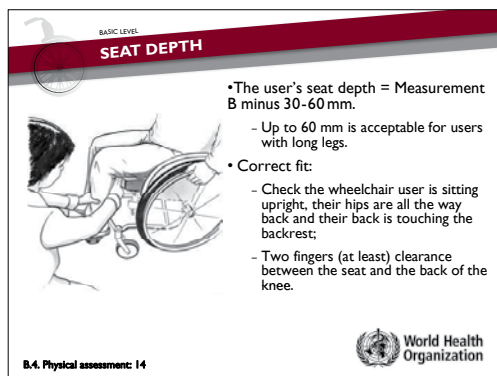 BASIC LEVEL
SEAT DEPTH
•The user's seat depth = Measurement
B minus 30-60 mm.
– Up to 60 mm is acceptable for users
with long legs.
• Correct fit:
– Check the wheelchair user is sitting
upright, their hips are all the way
back and their back is touching the
backrest;
– Two fingers (at least) clearance
between the seat and the back of the
knee.
B.4. Physical assessment: 14
World Health
Organization